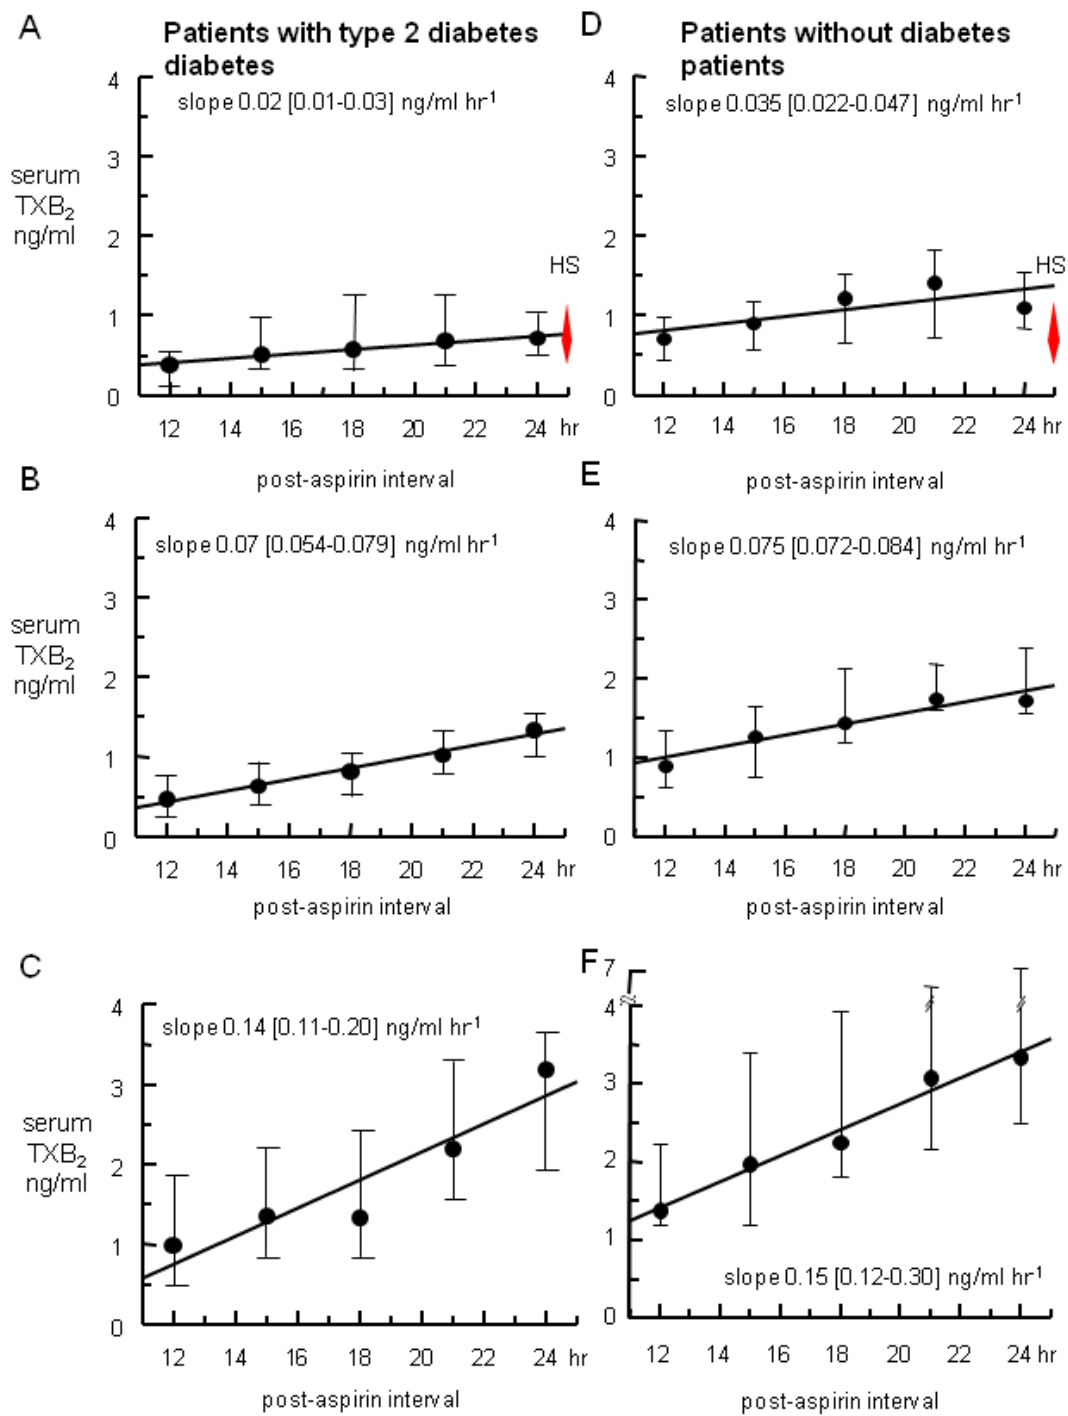 A
Patients with type 2 diabetes
diabetes
slope 0.02 [0.01-0.03] ng/ml hr1
4
3
2
1
0
serum
TXB2
ng/ml
HS
12 14 16 18 20 22 24 hr
post-aspirin interval
D
Patients without diabetes
patients
slope 0.035 [0.022-0.047] ng/ml hr1
4
3
2
1
0
HS
12 14 16 18 20 22 24 hr
post-aspirin interval
B
slope 0.07 [0.054-0.079] ng/ml hr1
4
3
2
1
0
serum
TXB2
ng/ml
12 14 16 18 20 22 24 hr
post-aspirin interval
E
slope 0.075 [0.072-0.084] ng/ml hr1
4
3
2
1
0
12 14 16 18 20 22 24 hr
post-aspirin interval
C
slope 0.14 [0.11-0.20] ng/ml hr1
4
3
2
1
0
serum
TXB2
ng/ml
12 14 16 18 20 22 24 hr
post-aspirin interval
F
7
4
3
2
1
0
slope 0.15 [0.12-0.30] ng/ml hr1
12 14 16 18 20 22 24 hr
post-aspirin interval